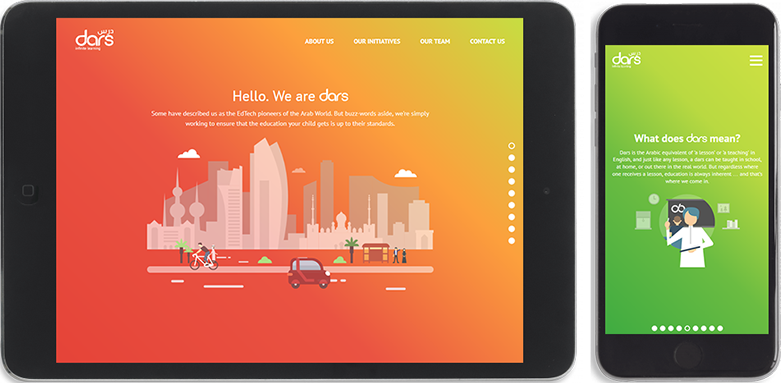 درس
dars
infinite learning
ABOUT US
OUR INITIATIVES
OUR TEAM
CONTACT US
Hello. We are dars
Some have described us as the EdTech pioneers of the Arab World. But buzz-words aside, we're simply
working to ensure that the education your child gets is up to their standards.
درس
dars
infinite learning
What does dars mean?
Dars is the Arabic equivalent of 'a lesson' or 'a teaching' in
English, and just like any lesson, a dars can be taught in school,
at home, or out there in the real world. But regardless where
one receives a lesson, education is always inherent ... and that's
where we come in.